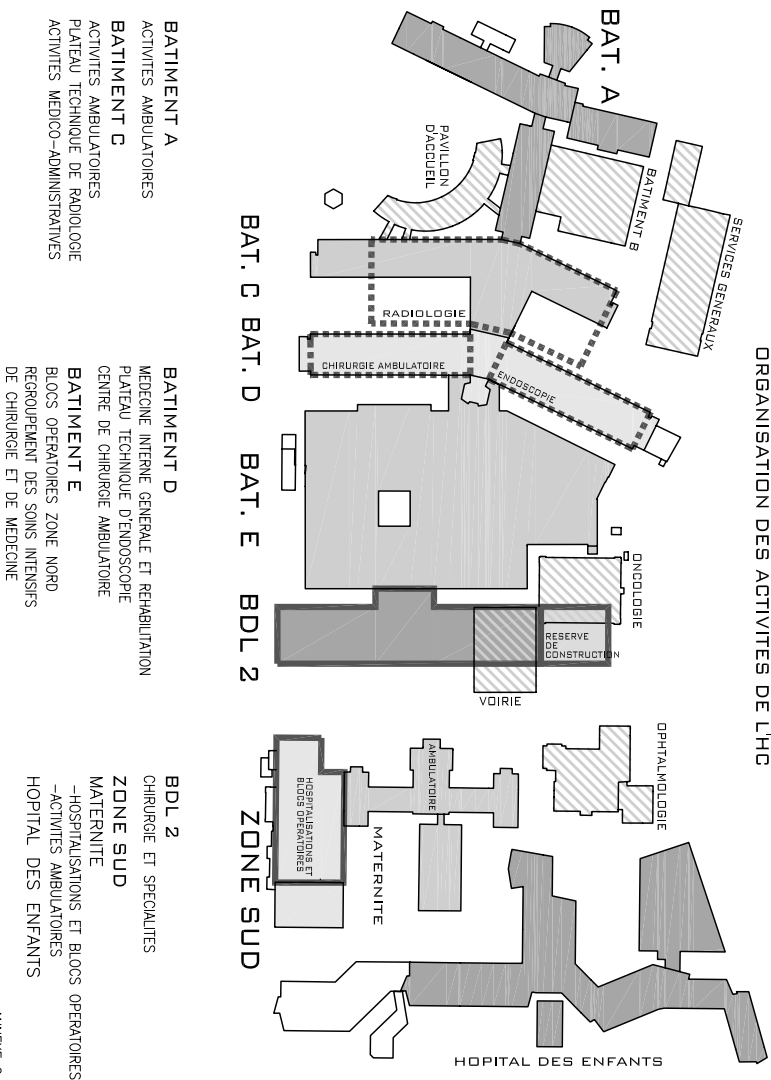 ORGANISATION DES ACTIVITES DE L'HC
SERVICES GENERAUX
BATIMENT B
BAT. A
PAVILLON
D'ACCUEIL
RADIOLOGIE
CHIRURGIE AMBULATOIRE
ENDOSCOPIE
ONCOLOGIE
RESERVE
DE
CONSTRUCTION
VOIRIE
OPHTALMOLOGIE
AMBULATOIRE
MATERNITE
HOSPITALISATIONS ET
BLOCS OPERATOIRES
HOPITAL DES ENFANTS
BAT. C
BAT. D
BAT. E
BDL 2
ZONE SUD
BATIMENT A
ACTIVITES AMBULATOIRES
BATIMENT C
ACTIVITES AMBULATOIRES
PLATEAU TECHNIQUE DE RADIOLOGIE
ACTIVITES MEDICO-ADMINISTRATIVES
BATIMENT D
MEDECINE INTERNE GENERALE ET REHABILITATION
PLATEAU TECHNIQUE D'ENDOSCOPIE
CENTRE DE CHIRURGIE AMBULATOIRE
BATIMENT E
BLOCS OPERATOIRES ZONE NORD
REGROUPEMENT DES SOINS INTENSIFS
DE CHIRURGIE ET DE MEDECINE
BDL 2
CHIRURGIE ET SPECIALITES
ZONE SUD
MATERNITE
-HOSPITALISATIONS ET BLOCS OPERATOIRES
-ACTIVITES AMBULATOIRES
HOPITAL DES ENFANTS